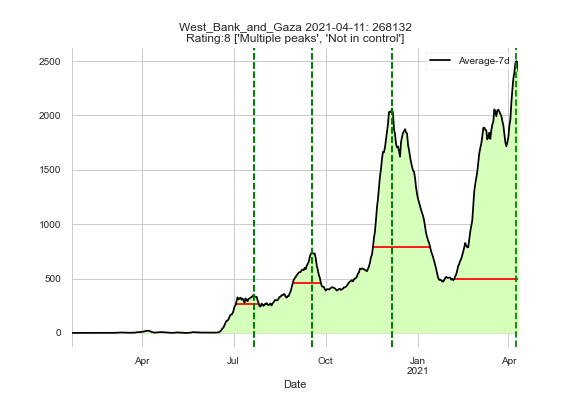 West_Bank_and_Gaza 2021-04-11: 268132
Rating:8 ['Multiple peaks', 'Not in control']
Average-7d
2500
2000
1500
1000
500
0
Apr
Jul
Oct
Jan
2021
Apr
Date